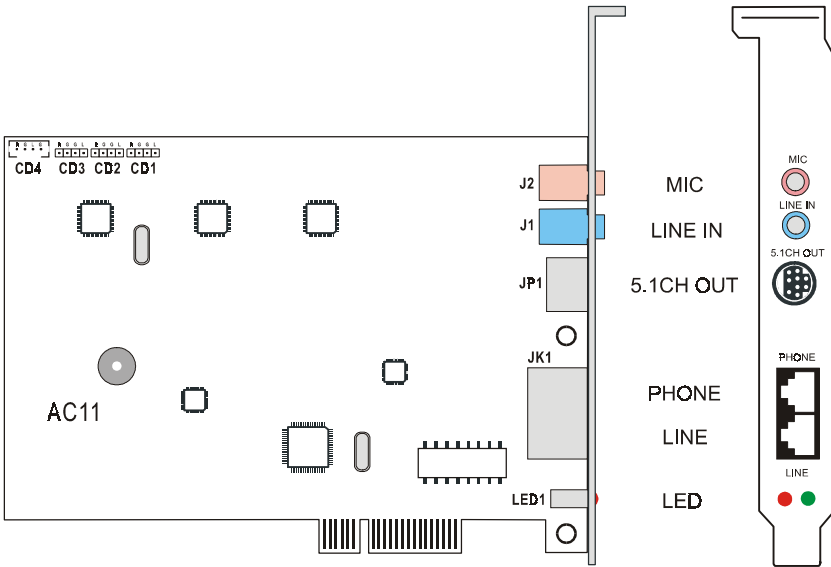 R G L G
R G G L
R G G L
R G G L
CD4 CD3 CD2 CD1
J2
J1
JP1
JK1
AC11
LED1
MIC
LINE IN
5.1CH OUT
PHONE
LINE
LED
MIC
LINE IN
5.1CH OUT
PHONE
LINE